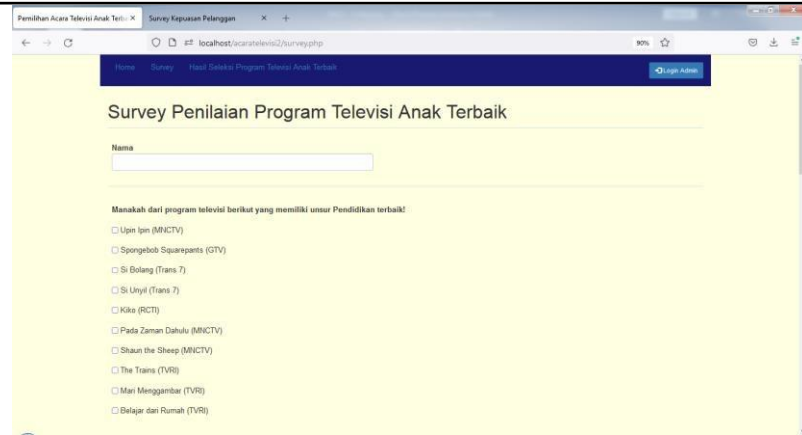 Pemilihan Acara Televisi Anak Terb
Survey Kepuasan Pelanggan
localhost/acaratelevisi2/survey.php
90%
Home Survey Hasil Seleksi Program Televisi Anak Terbaik
Login Admin
Survey Penilaian Program Televisi Anak Terbaik
Nama
Manakah dari program televisi berikut yang memiliki unsur Pendidikan terbaik!
Upin Ipin (MNCTV)
Spongebob Squarepants (GTV)
Si Bolang (Trans 7)
Si Unyil (Trans 7)
Kiko (RCTI)
Pada Zaman Dahulu (MNCTV)
Shaun the Sheep (MNCTV)
The Trains (TVRI)
Mari Menggambar (TVRI)
Belajar dari Rumah (TVRI)